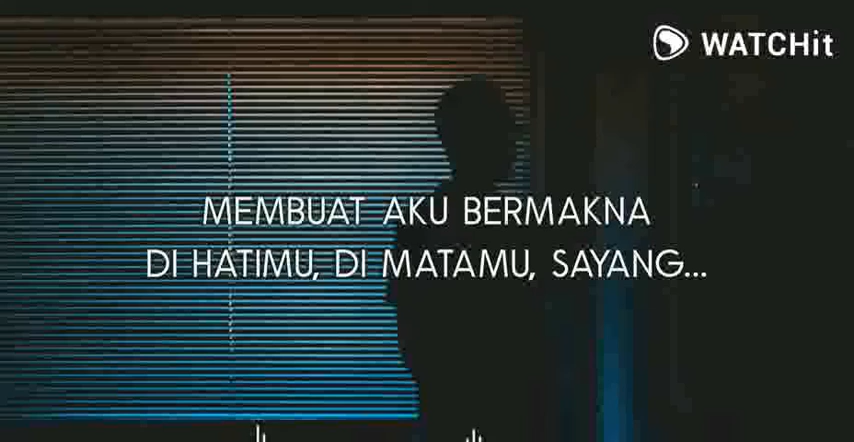 WATCHit
MEMBUAT AKU BERMAKNA
DI HATIMU, DI MATAMU, SAYANG...